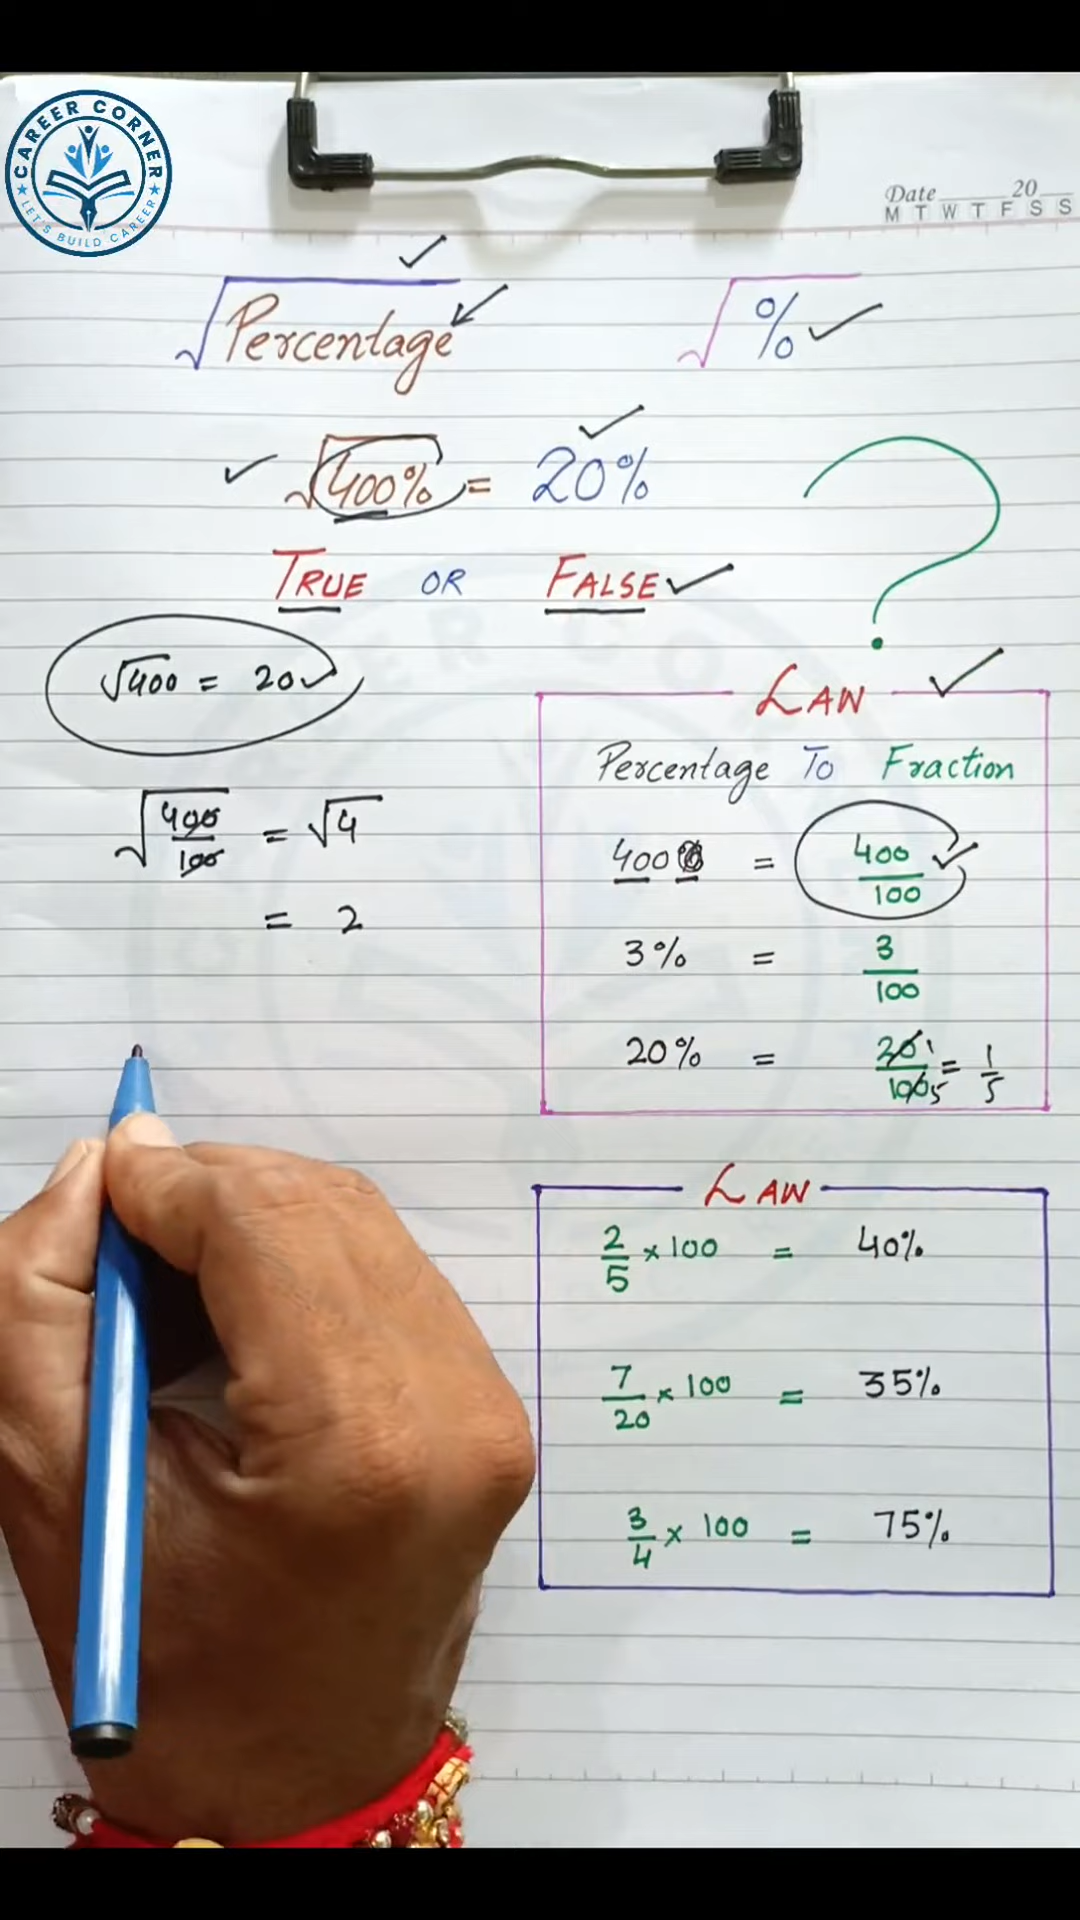 CAREER CORNER
★ LET'S BUILD CAREER ★
Date 20
M T W T F S S
√Percentage ✓
√% ✓
✓ √400% = 20% ✓
?
TRUE OR FALSE ✓
√400 = 20 ✓
√400/100 = √4
= 2
LAW ✓
Percentage To Fraction
400% = 400/100 ✓
3% = 3/100
20% = 20/100 1 5 = 1/5
LAW
2/5 × 100 = 40%
7/20 × 100 = 35%
3/4 × 100 = 75%